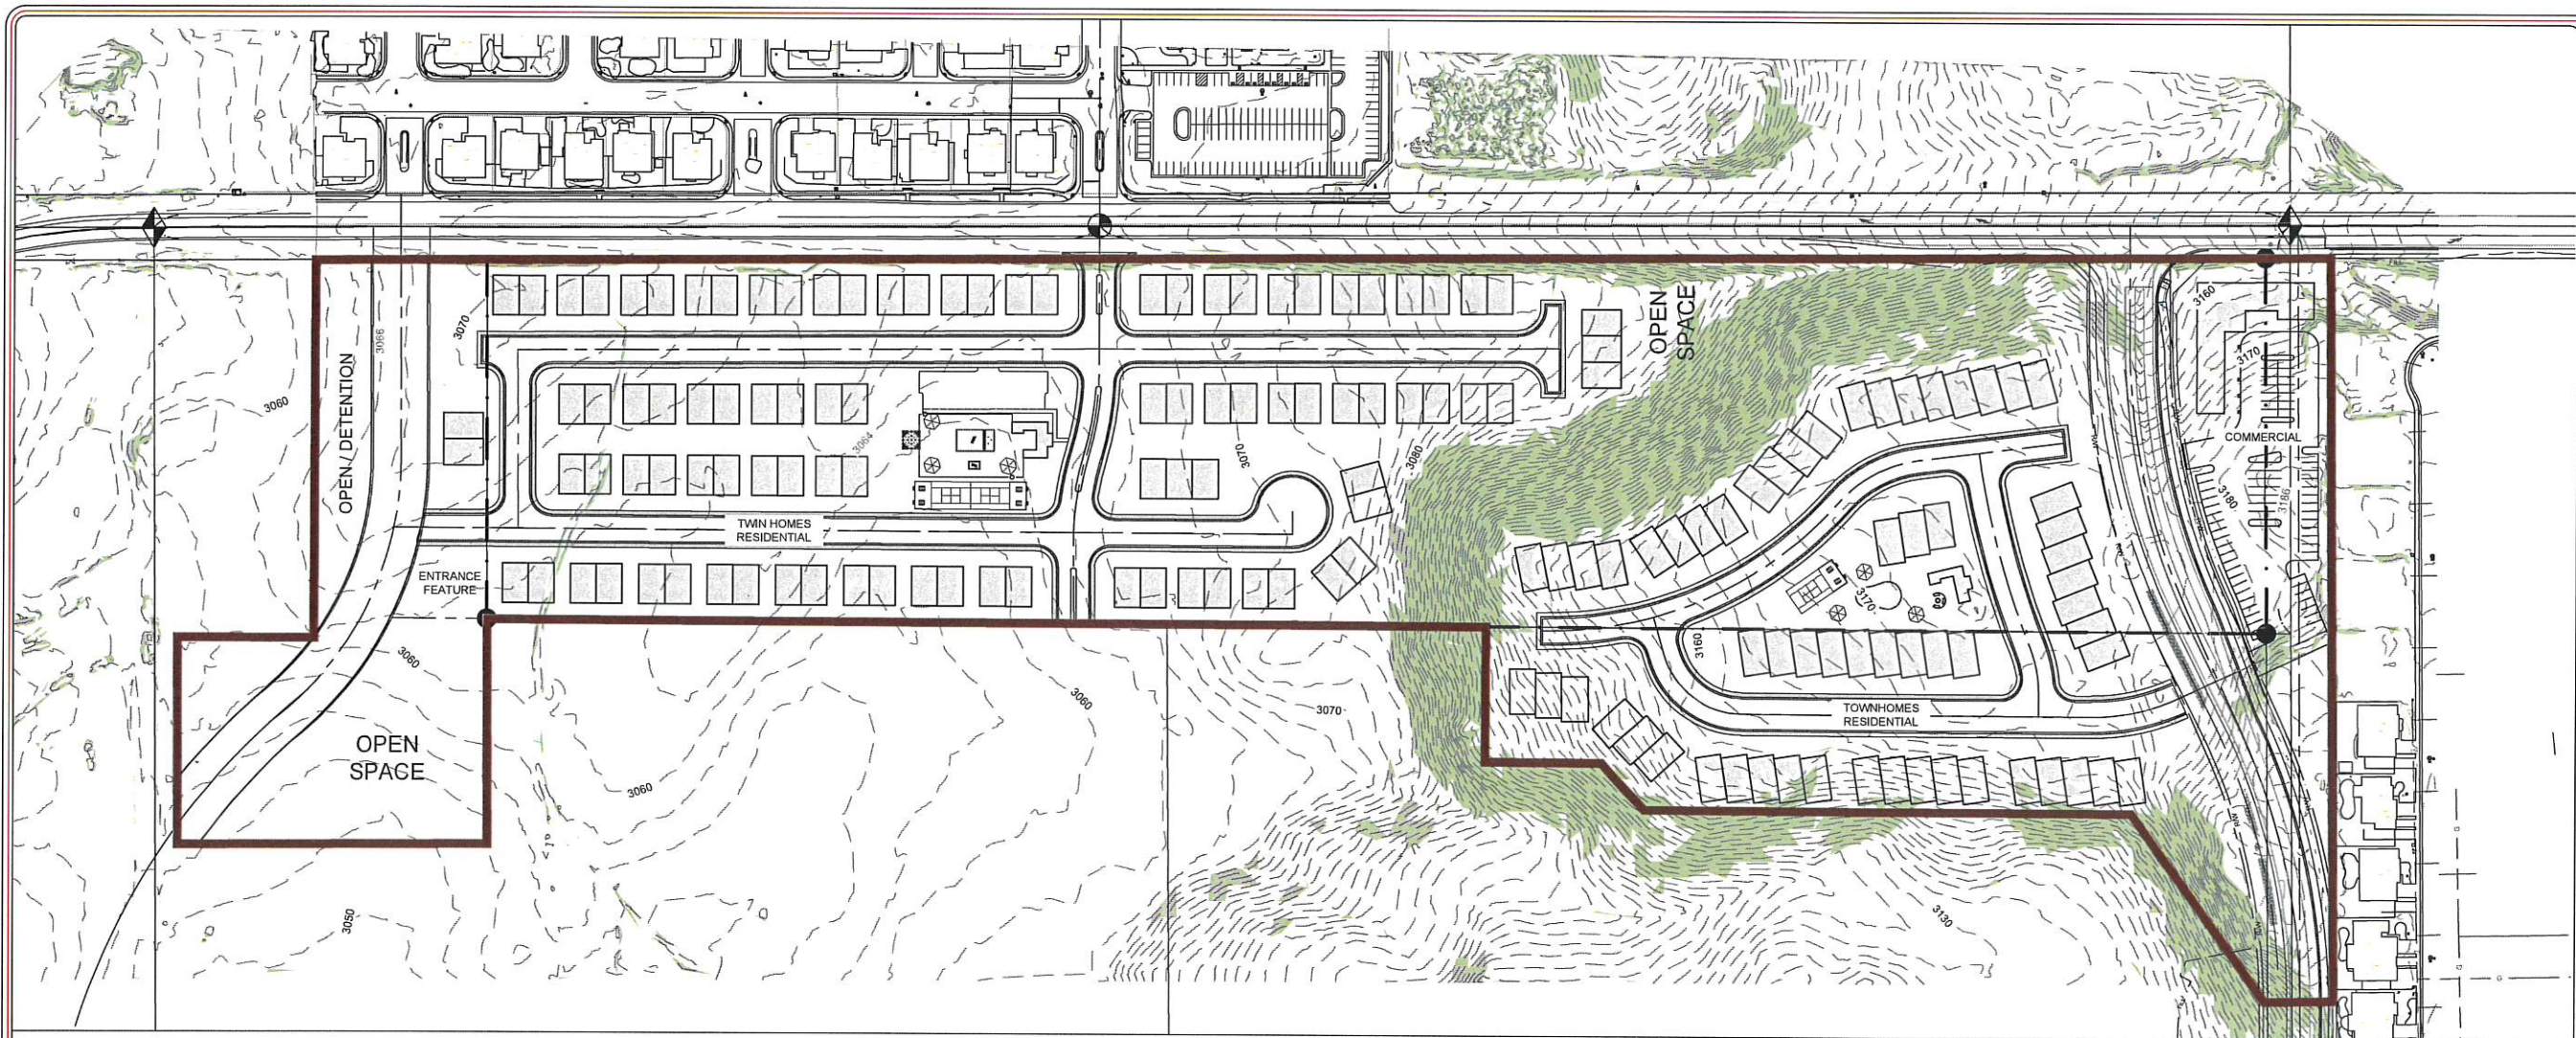 OPEN/ DETENTION
3066
3070
3060
3064
3070
3080
OPEN
SPACE
3160
3170
COMMERCIAL
3180
3186
TWIN HOMES
RESIDENTIAL
ENTRANCE
FEATURE
3170
3160
TOWNHOMES
RESIDENTIAL
3060
OPEN
SPACE
3060
3060
3070
3050
3130
R/W
R/W